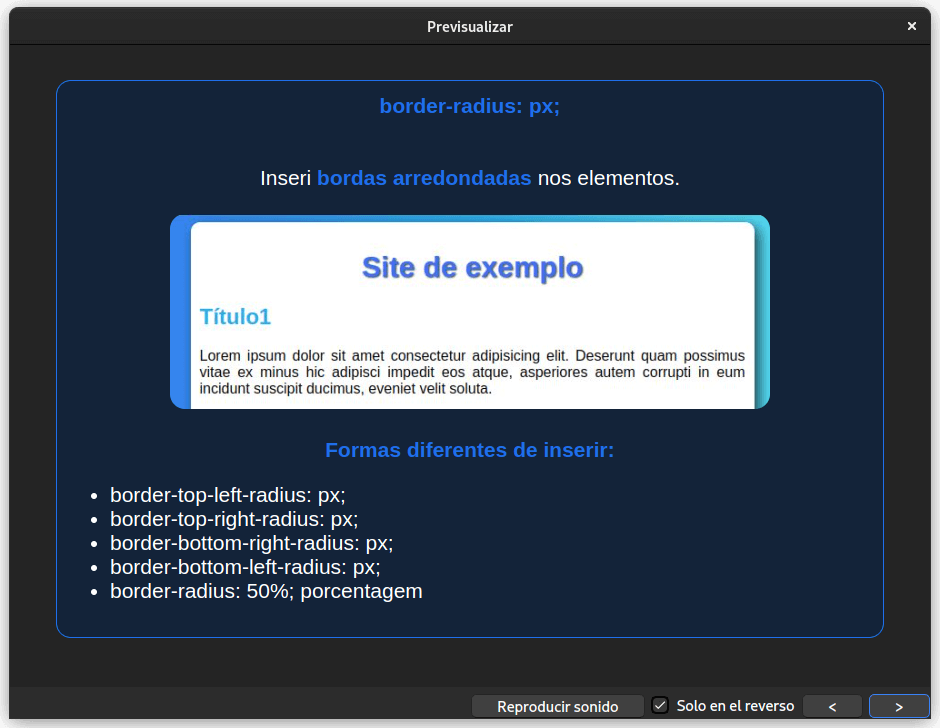 Previsualizar
×
border-radius: px;
Inseri bordas arredondadas nos elementos.
Site de exemplo
Título1
Lorem ipsum dolor sit amet consectetur adipisicing elit. Deserunt quam possimus
vitae ex minus hic adipisci impedit eos atque, asperiores autem corrupti in eum
incidunt suscipit ducimus, eveniet velit soluta.
Formas diferentes de inserir:
• border-top-left-radius: px;
• border-top-right-radius: px;
• border-bottom-right-radius: px;
• border-bottom-left-radius: px;
• border-radius: 50%; porcentagem
Reproducir sonido ✓ Solo en el reverso < >